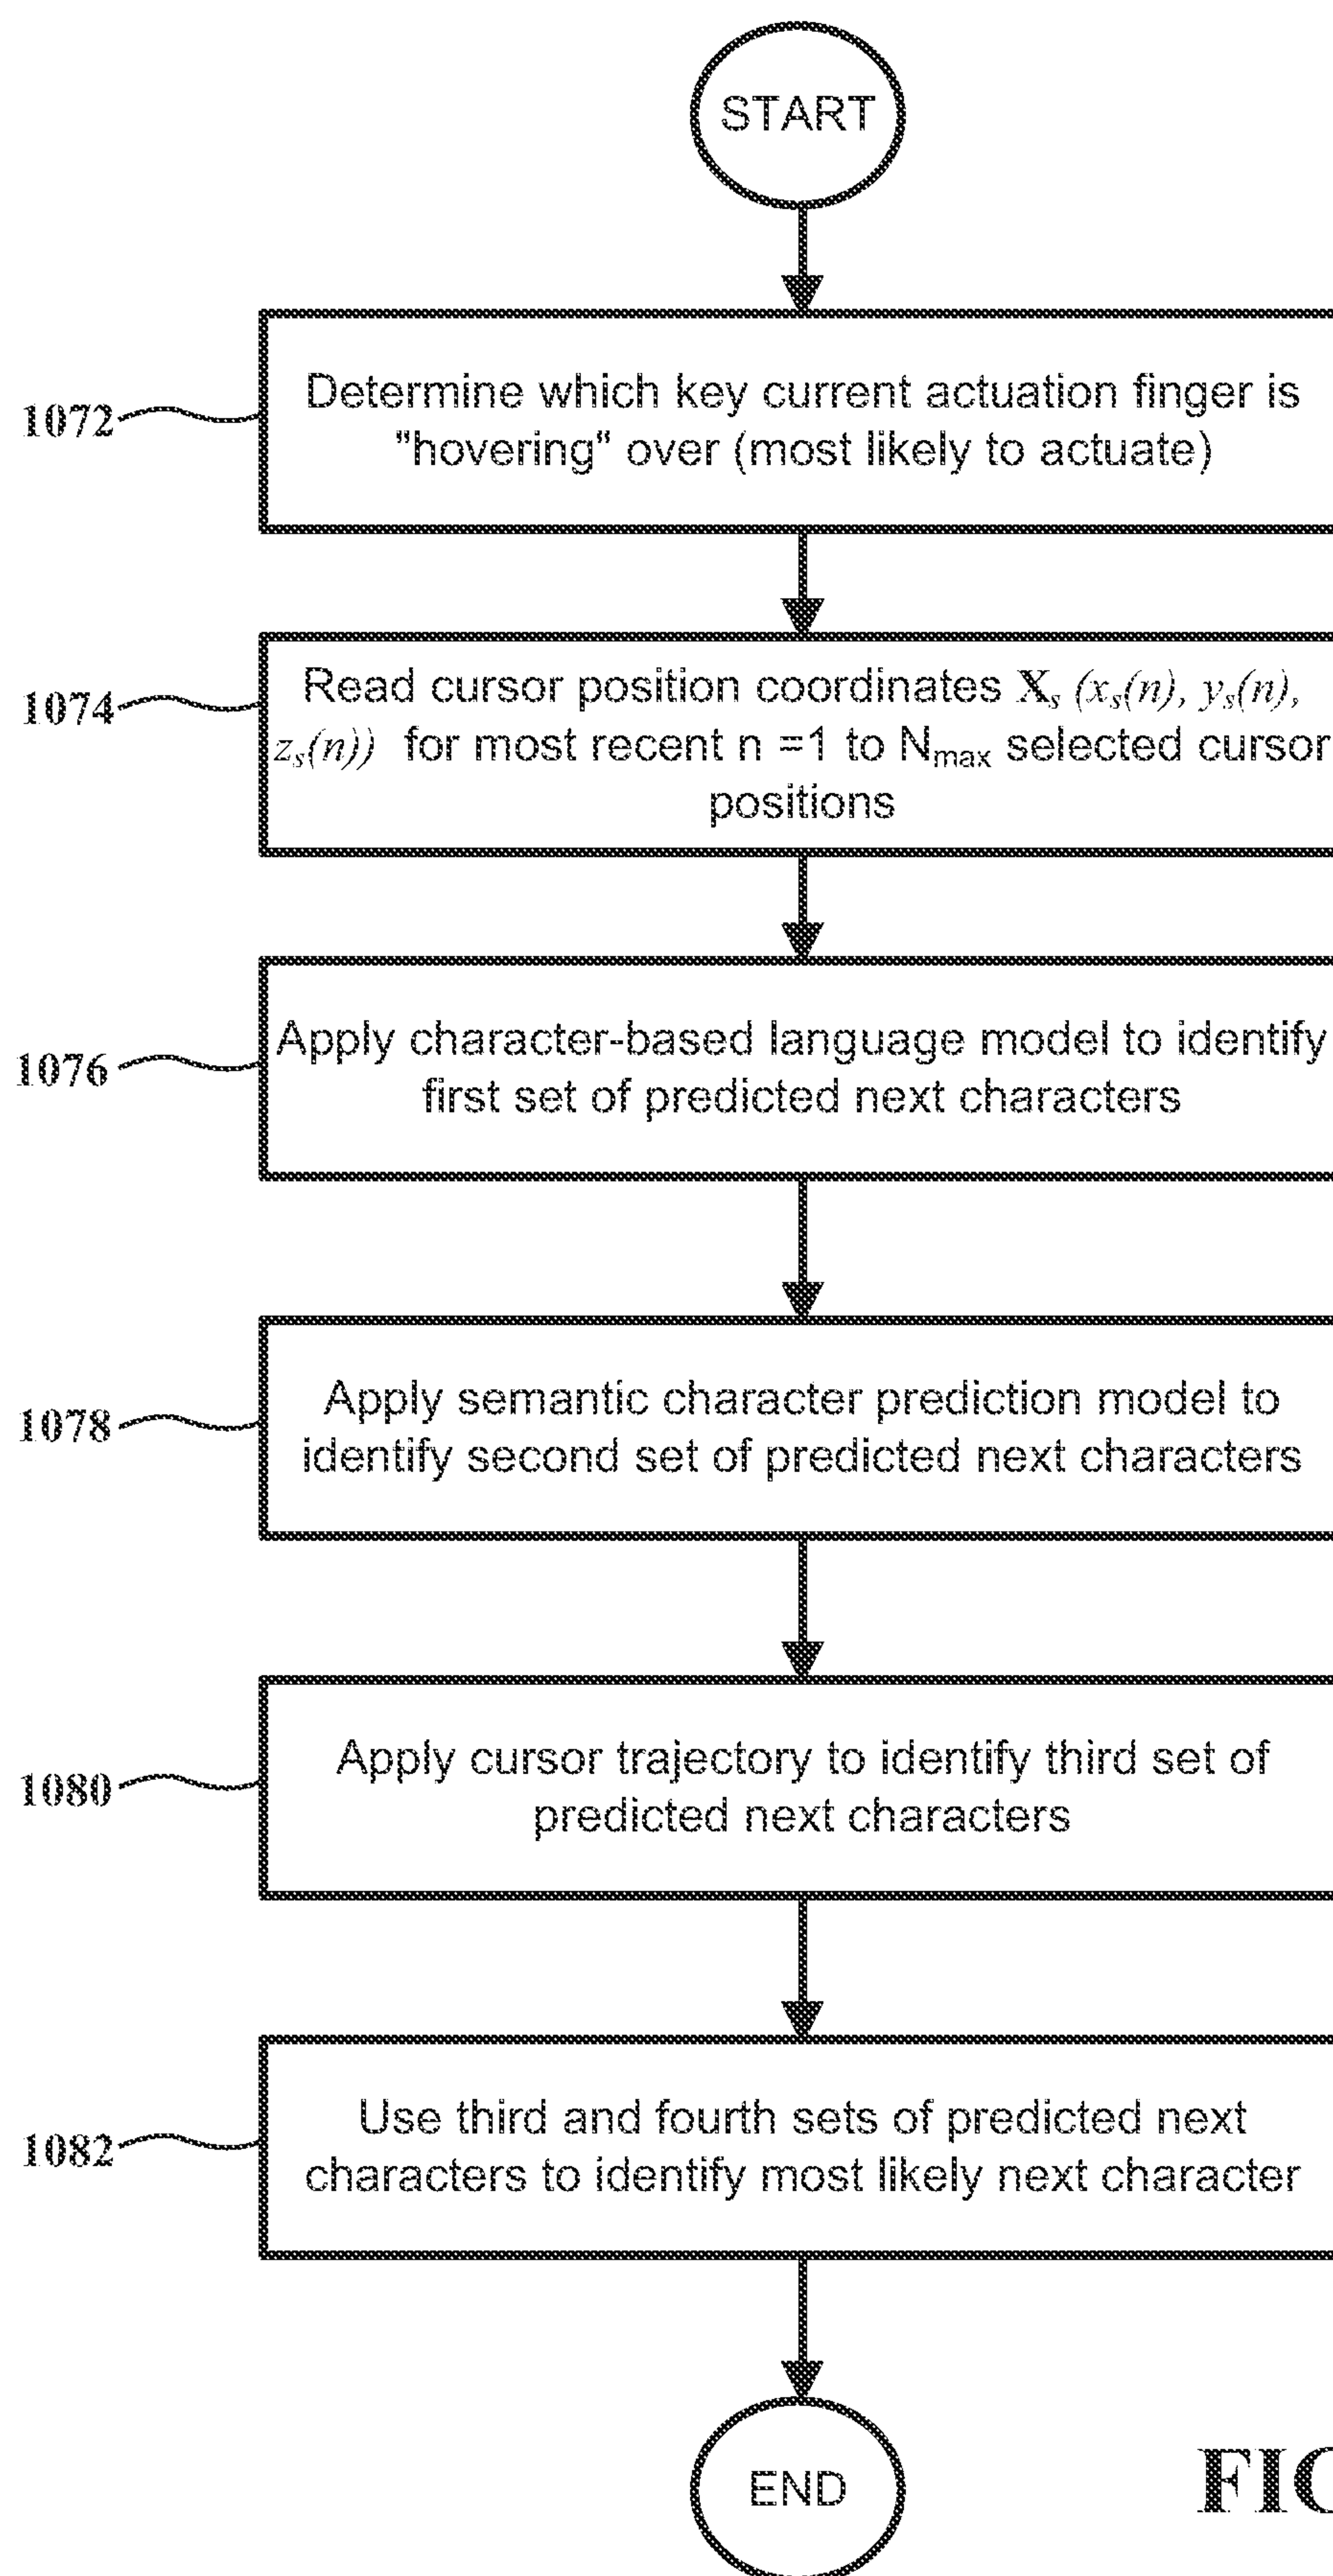 START
1072
Determine which key current actuation finger is
"hovering" over (most likely to actuate)
1074
Read cursor position coordinates Xs (xs(n), ys(n),
zs(n)) for most recent n =1 to Nmax selected cursor
positions
1076
Apply character-based language model to identify
first set of predicted next characters
1078
Apply semantic character prediction model to
identify second set of predicted next characters
1080
Apply cursor trajectory to identify third set of
predicted next characters
1082
Use third and fourth sets of predicted next
characters to identify most likely next character
END